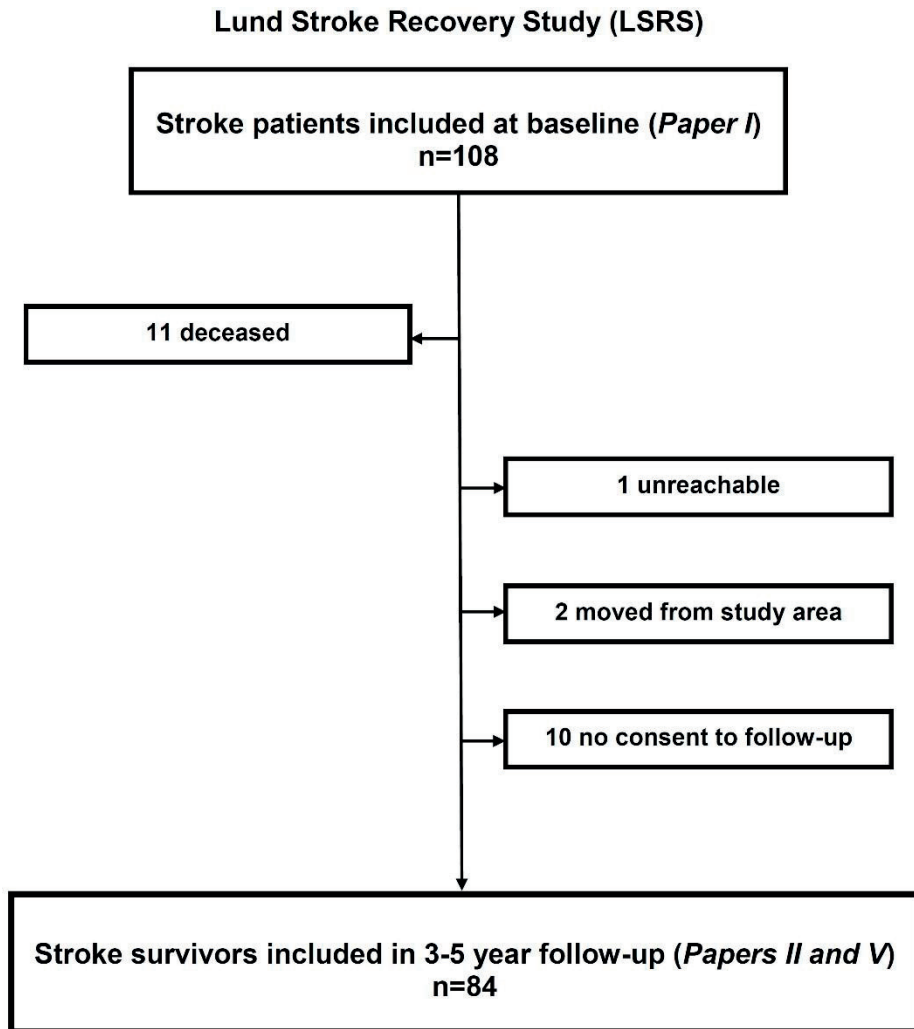 Lund Stroke Recovery Study (LSRS)
Stroke patients included at baseline (Paper I)
n=108
11 deceased
1 unreachable
2 moved from study area
10 no consent to follow-up
Stroke survivors included in 3-5 year follow-up (Papers II and V)
n=84